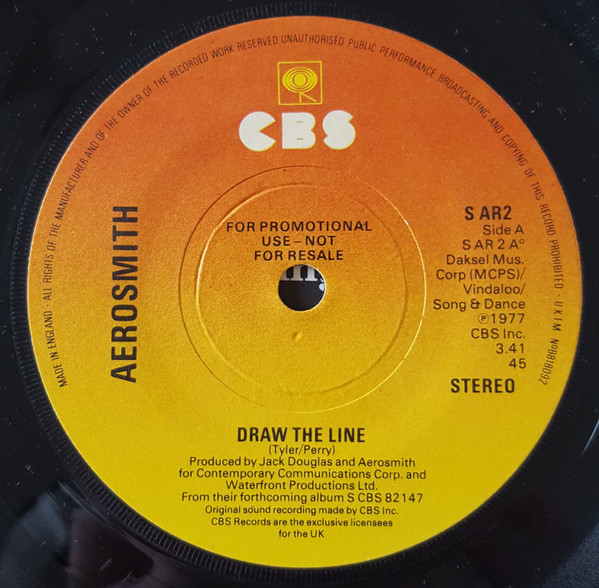 MADE IN ENGLAND · ALL RIGHTS OF THE MANUFACTURER AND OF THE OWNER OF THE RECORDED WORK RESERVED UNAUTHORISED PUBLIC PERFORMANCE BROADCASTING AND COPYING OF THIS RECORD PROHIBITED · U.K I M Nº8818092
CBS
AEROSMITH
FOR PROMOTIONAL
USE – NOT
FOR RESALE
S AR2
Side A
S AR 2 A°
Daksel Mus.
Corp (MCPS)/
Vindaloo/
Song & Dance
℗1977
CBS Inc.
3.41
45
STEREO
DRAW THE LINE
(Tyler/Perry)
Produced by Jack Douglas and Aerosmith
for Contemporary Communications Corp. and
Waterfront Productions Ltd.
From their forthcoming album S CBS 82147
Original sound recording made by CBS Inc.
CBS Records are the exclusive licensees
for the UK